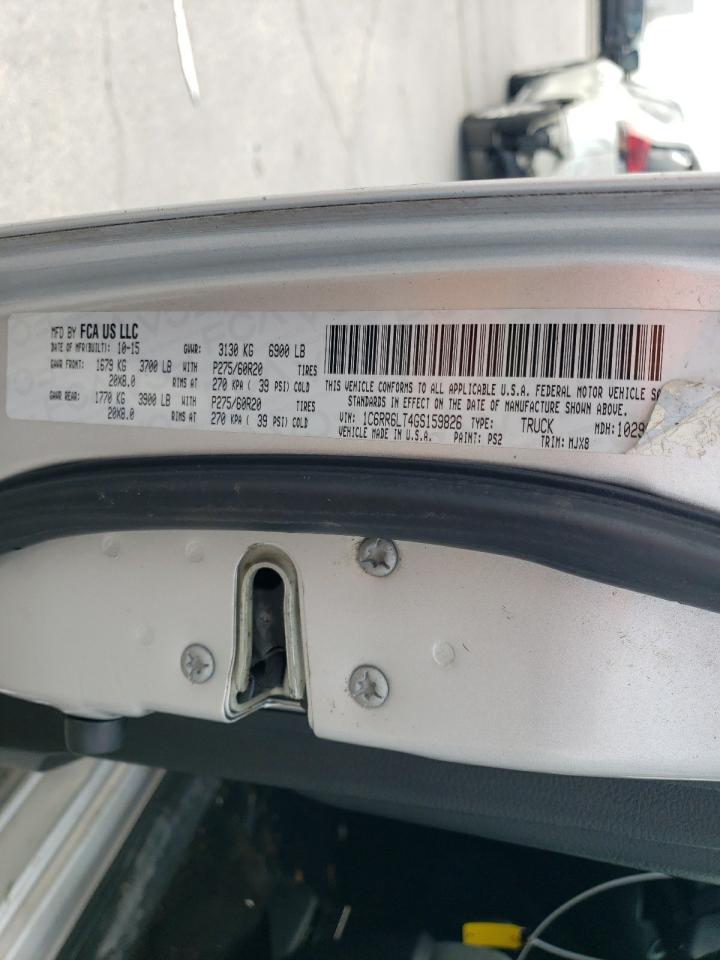 MFD BY FCA US LLC
DATE OF MFR(BUILT): 10-15 GVWR: 3130 KG 6900 LB
GAWR FRONT: 1679 KG 3700 LB WITH P275/60R20 TIRES
20X8.0 RIMS AT 270 KPA ( 39 PSI) COLD
GAWR REAR: 1770 KG 3900 LB WITH P275/60R20 TIRES
20X8.0 RIMS AT 270 KPA ( 39 PSI) COLD
THIS VEHICLE CONFORMS TO ALL APPLICABLE U.S.A. FEDERAL MOTOR VEHICLE
STANDARDS IN EFFECT ON THE DATE OF MANUFACTURE SHOWN ABOVE.
VIN: 1C6RR6LT4GS159826 TYPE: TRUCK MDH: 1029
VEHICLE MADE IN U.S.A. PAINT: PS2 TRIM: MJX8